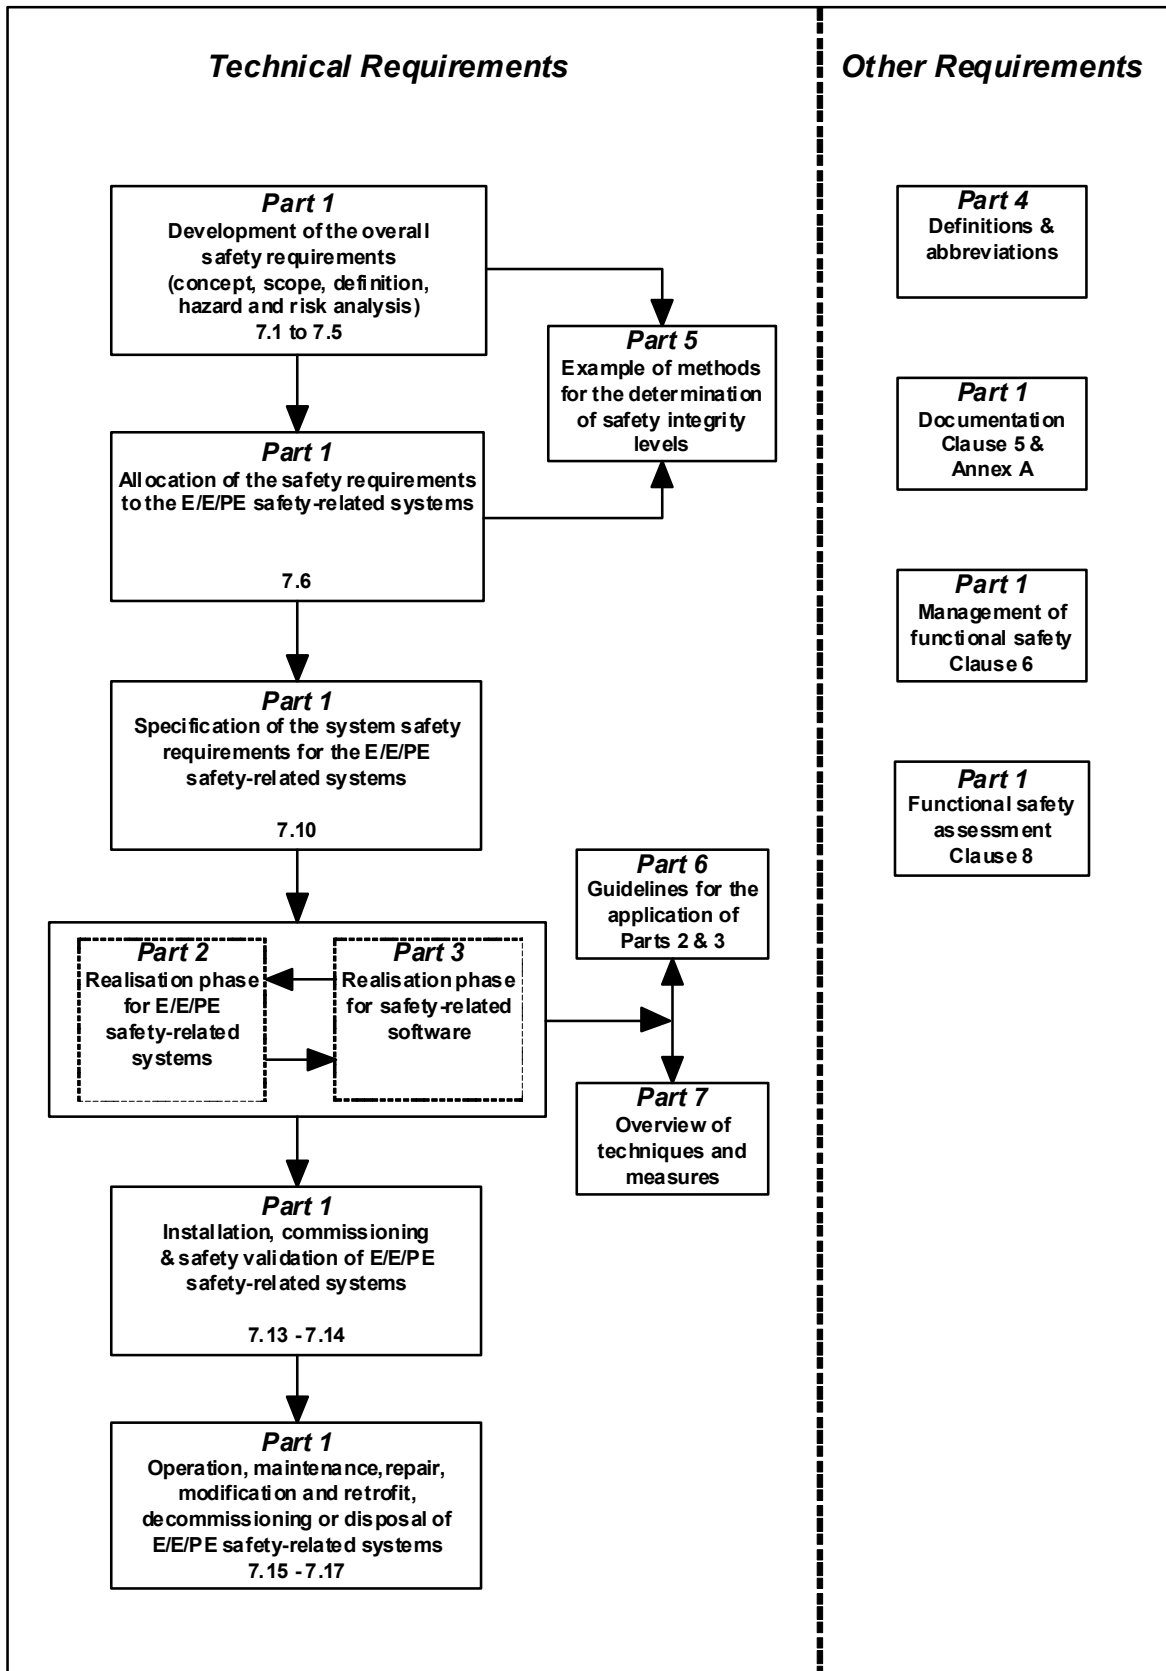 Technical Requirements
Other Requirements
Part 1
Development of the overall
safety requirements
(concept, scope, definition,
hazard and risk analysis)
7.1 to 7.5
Part 5
Example of methods
for the determination
of safety integrity
levels
Part 1
Allocation of the safety requirements
to the E/E/PE safety-related systems
7.6
Part 1
Specification of the system safety
requirements for the E/E/PE
safety-related systems
7.10
Part 6
Guidelines for the
application of
Parts 2 & 3
Part 2
Realisation phase
for E/E/PE
safety-related
systems
Part 3
Realisation phase
for safety-related
software
Part 7
Overview of
techniques and
measures
Part 1
Installation, commissioning
& safety validation of E/E/PE
safety-related systems
7.13 - 7.14
Part 1
Operation, maintenance, repair,
modification and retrofit,
decommissioning or disposal of
E/E/PE safety-related systems
7.15 - 7.17
Part 4
Definitions &
abbreviations
Part 1
Documentation
Clause 5 &
Annex A
Part 1
Management of
functional safety
Clause 6
Part 1
Functional safety
assessment
Clause 8